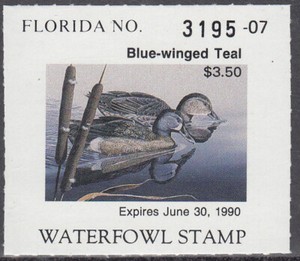 FLORIDA NO. 3195-07
Blue-winged Teal
$3.50
Expires June 30, 1990
WATERFOWL STAMP